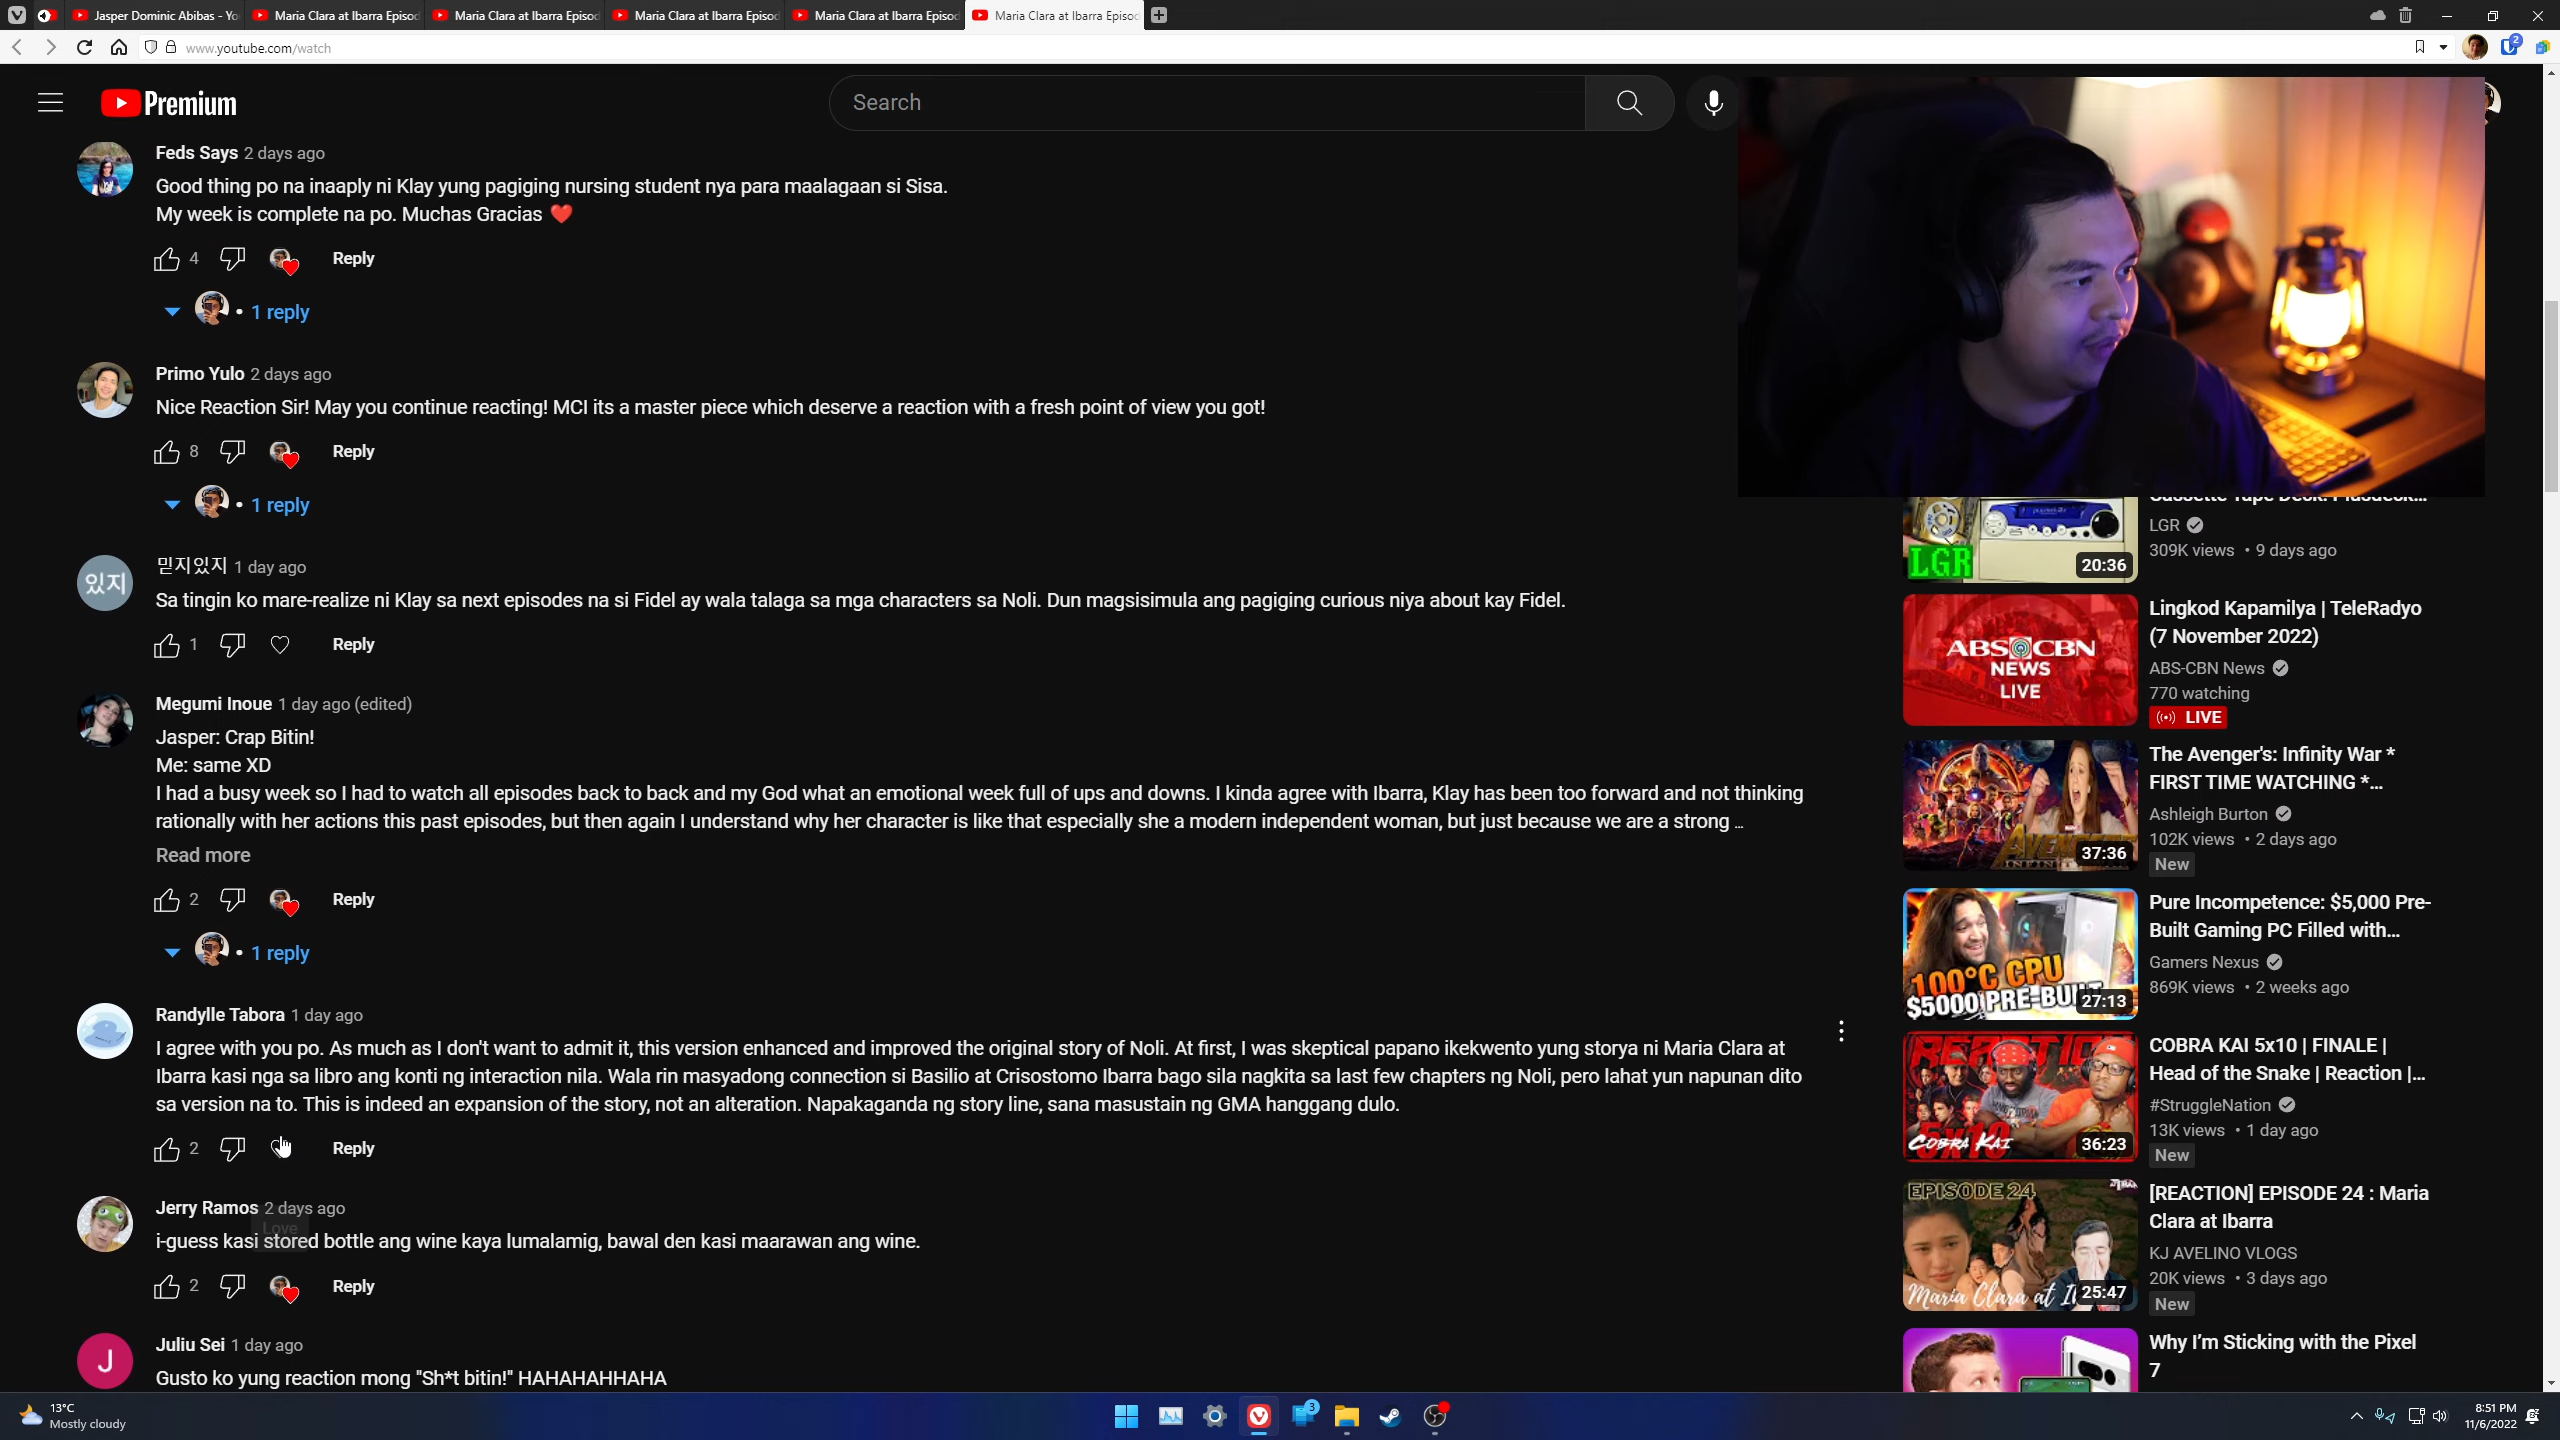 Jasper Dominic Abibas - Yo
Maria Clara at Ibarra Episod
Maria Clara at Ibarra Episod
Maria Clara at Ibarra Episod
Maria Clara at Ibarra Episod
Maria Clara at Ibarra Episod
www.youtube.com/watch
2
Premium
Search
Feds Says 2 days ago
Good thing po na inaaply ni Klay yung pagiging nursing student nya para maalagaan si Sisa.
My week is complete na po. Muchas Gracias ❤️
4
Reply
• 1 reply
Primo Yulo 2 days ago
Nice Reaction Sir! May you continue reacting! MCI its a master piece which deserve a reaction with a fresh point of view you got!
8
Reply
• 1 reply
있지
믿지있지 1 day ago
Sa tingin ko mare-realize ni Klay sa next episodes na si Fidel ay wala talaga sa mga characters sa Noli. Dun magsisimula ang pagiging curious niya about kay Fidel.
1
Reply
Megumi Inoue 1 day ago (edited)
Jasper: Crap Bitin!
Me: same XD
I had a busy week so I had to watch all episodes back to back and my God what an emotional week full of ups and downs. I kinda agree with Ibarra, Klay has been too forward and not thinking
rationally with her actions this past episodes, but then again I understand why her character is like that especially she a modern independent woman, but just because we are a strong ...
Read more
2
Reply
• 1 reply
Randylle Tabora 1 day ago
I agree with you po. As much as I don't want to admit it, this version enhanced and improved the original story of Noli. At first, I was skeptical papano ikekwento yung storya ni Maria Clara at
Ibarra kasi nga sa libro ang konti ng interaction nila. Wala rin masyadong connection si Basilio at Crisostomo Ibarra bago sila nagkita sa last few chapters ng Noli, pero lahat yun napunan dito
sa version na to. This is indeed an expansion of the story, not an alteration. Napakaganda ng story line, sana masustain ng GMA hanggang dulo.
2
Reply
Jerry Ramos 2 days ago
Love
i-guess kasi stored bottle ang wine kaya lumalamig, bawal den kasi maarawan ang wine.
2
Reply
J
Juliu Sei 1 day ago
Gusto ko yung reaction mong "Sh*t bitin!" HAHAHAHHAHA
LGR
20:36
LGR
309K views • 9 days ago
ABS CBN
NEWS
LIVE
Lingkod Kapamilya | TeleRadyo
(7 November 2022)
ABS-CBN News
770 watching
LIVE
37:36
The Avenger's: Infinity War *
FIRST TIME WATCHING *...
Ashleigh Burton
102K views • 2 days ago
New
100°C CPU
$5000 PRE-BUILT
27:13
Pure Incompetence: $5,000 Pre-
Built Gaming PC Filled with...
Gamers Nexus
869K views • 2 weeks ago
REACTION
5x10
COBRA KAI
36:23
COBRA KAI 5x10 | FINALE |
Head of the Snake | Reaction |...
#StruggleNation
13K views • 1 day ago
New
EPISODE 24
Maria Clara at
25:47
[REACTION] EPISODE 24 : Maria
Clara at Ibarra
KJ AVELINO VLOGS
20K views • 3 days ago
New
Why I'm Sticking with the Pixel
7
13°C
Mostly cloudy
3
8:51 PM
11/6/2022